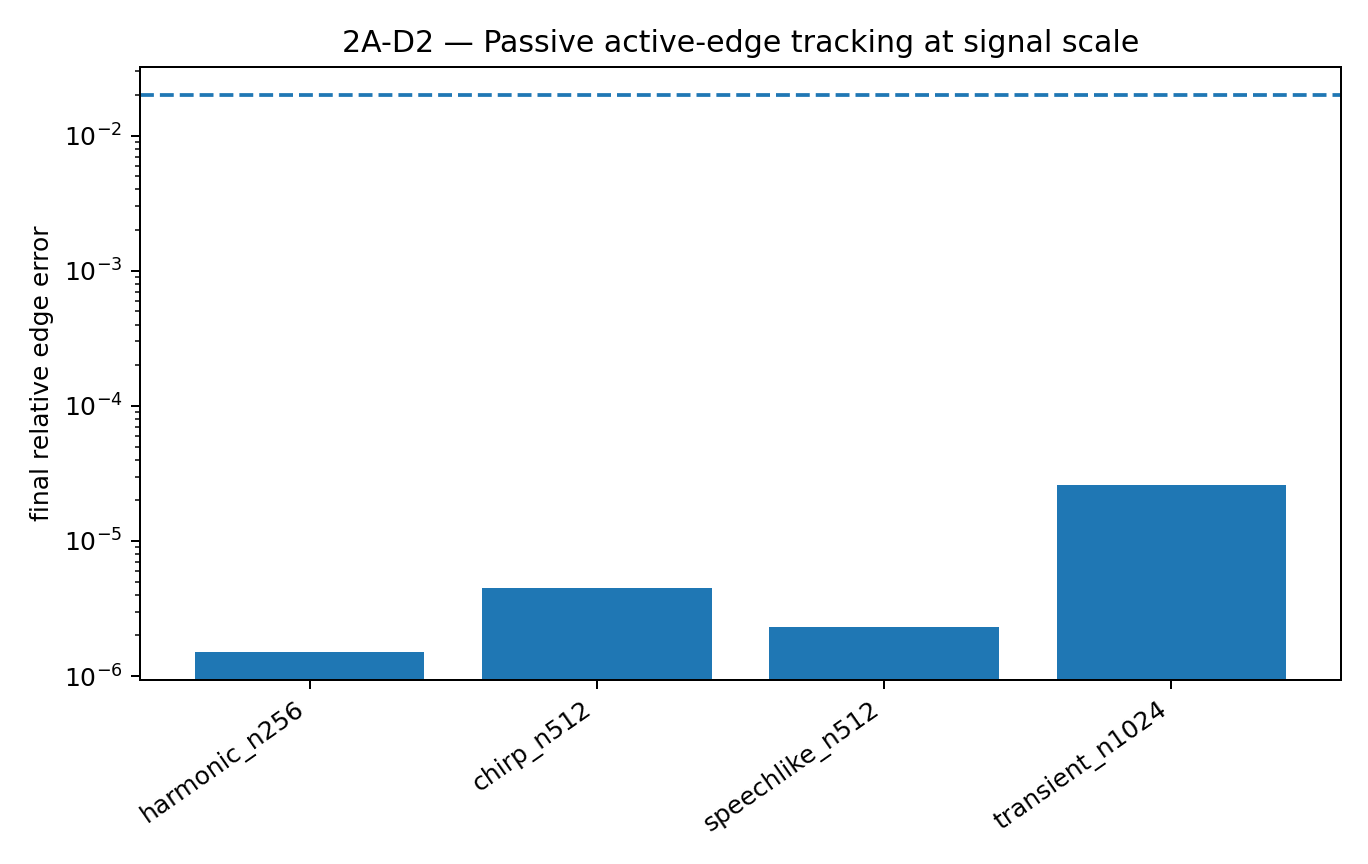 2A-D2 — Passive active-edge tracking at signal scale
final relative edge error
10⁻²
10⁻³
10⁻⁴
10⁻⁵
10⁻⁶
harmonic_n256
chirp_n512
speechlike_n512
transient_n1024